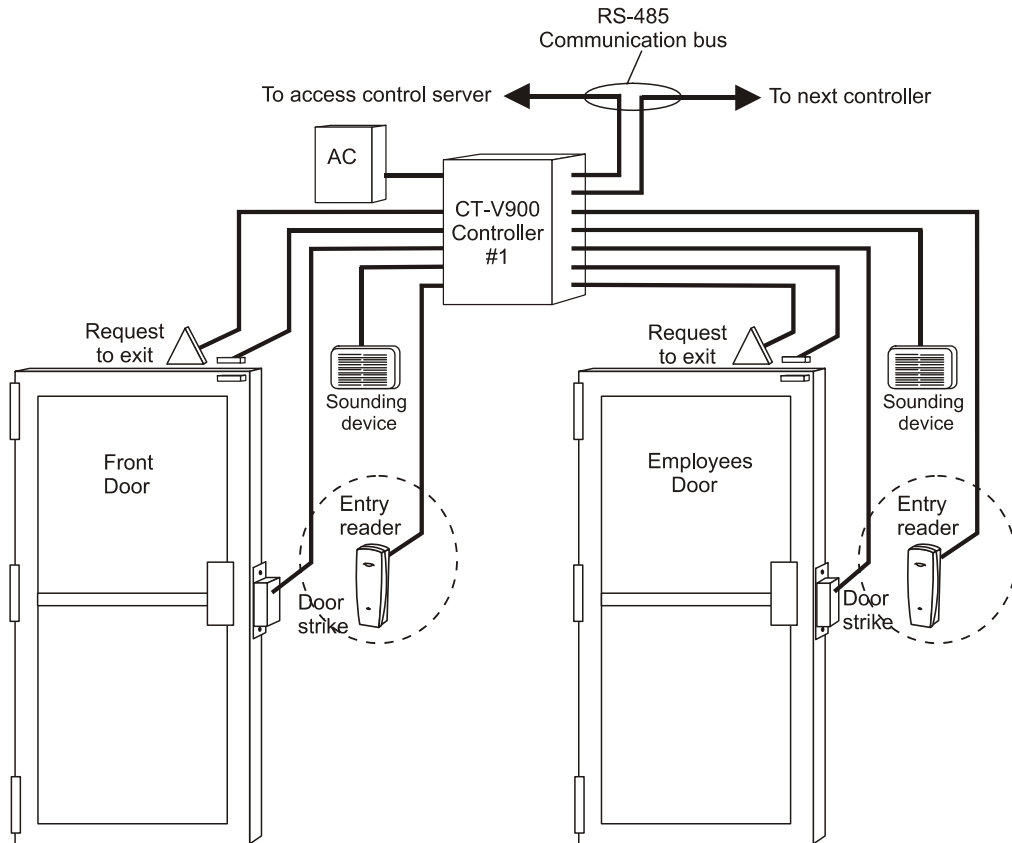 RS-485
Communication bus
To access control server
To next controller
AC
CT-V900
Controller
#1
Request
to exit
Sounding
device
Front
Door
Entry
reader
Door
strike
Request
to exit
Sounding
device
Employees
Door
Entry
reader
Door
strike